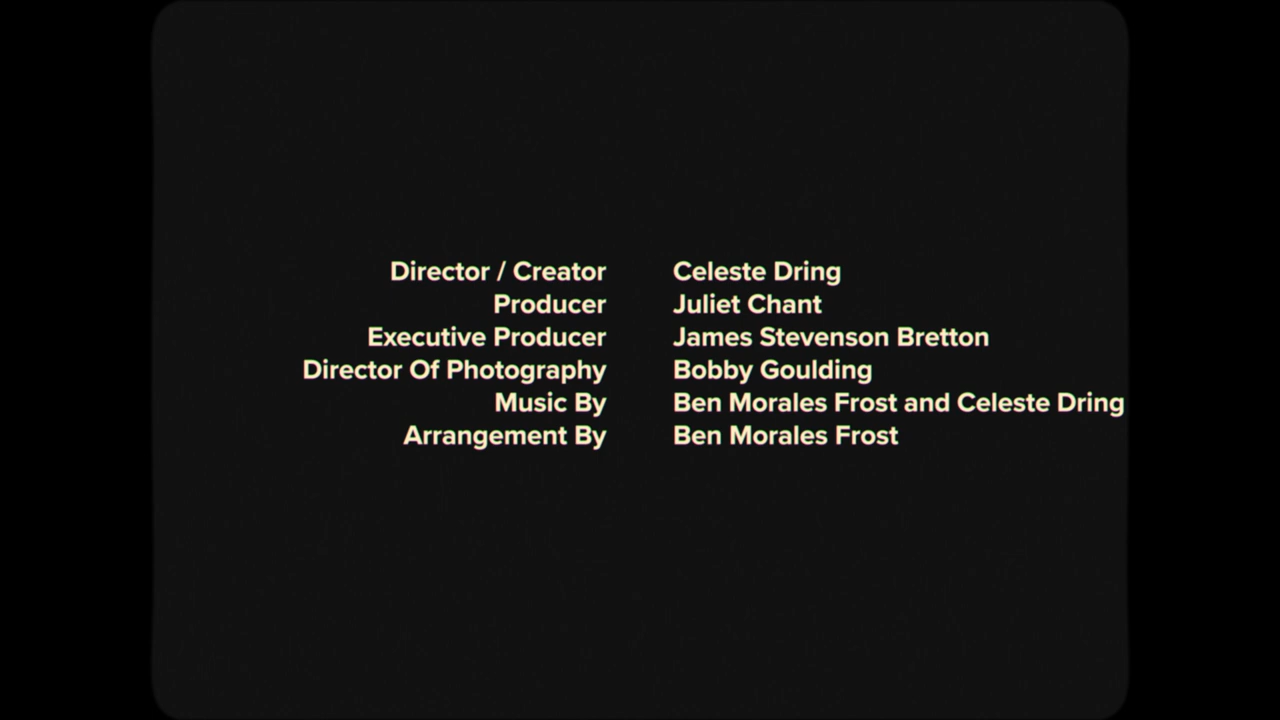 Director / Creator Celeste Dring
Producer Juliet Chant
Executive Producer James Stevenson Bretton
Director Of Photography Bobby Goulding
Music By Ben Morales Frost and Celeste Dring
Arrangement By Ben Morales Frost